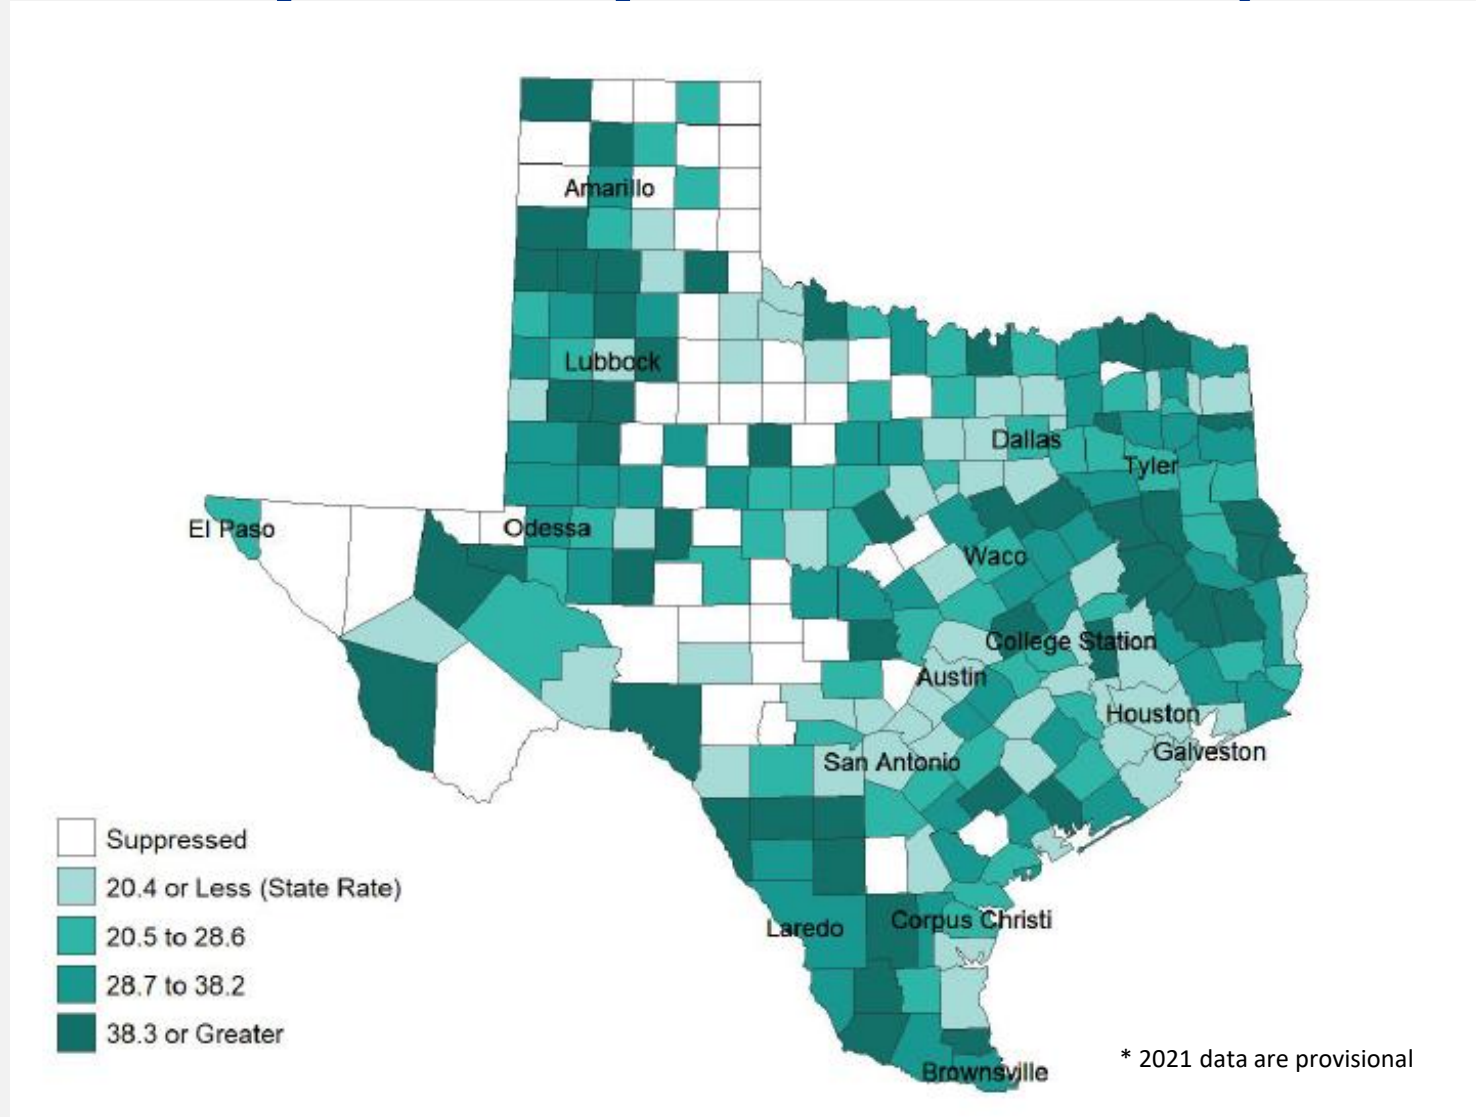 Amarillo
Lubbock
Dallas
Tyler
El Paso
Odessa
Waco
College Station
Austin
Houston
Galveston
San Antonio
Laredo
Corpus Christi
Brownsville
Suppressed
20.4 or Less (State Rate)
20.5 to 28.6
28.7 to 38.2
38.3 or Greater
* 2021 data are provisional